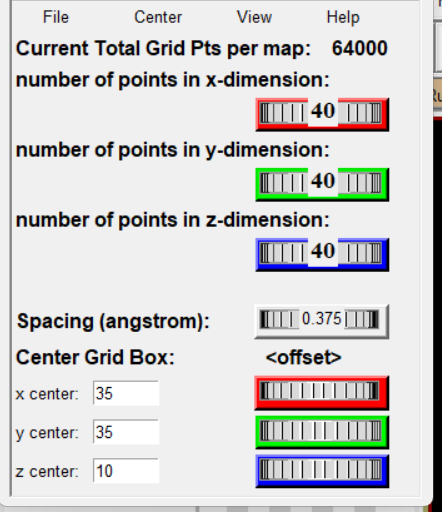 File Center View Help
Current Total Grid Pts per map: 64000
number of points in x-dimension:
40
number of points in y-dimension:
40
number of points in z-dimension:
40
Spacing (angstrom): 0.375
Center Grid Box: <offset>
x center: 35
y center: 35
z center: 10